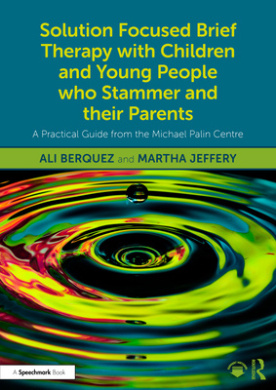 Solution Focused Brief
Therapy with Children
and Young People
who Stammer and
their Parents
A Practical Guide from the Michael Palin Centre
ALI BERQUEZ and MARTHA JEFFERY
A Speechmark Book
R